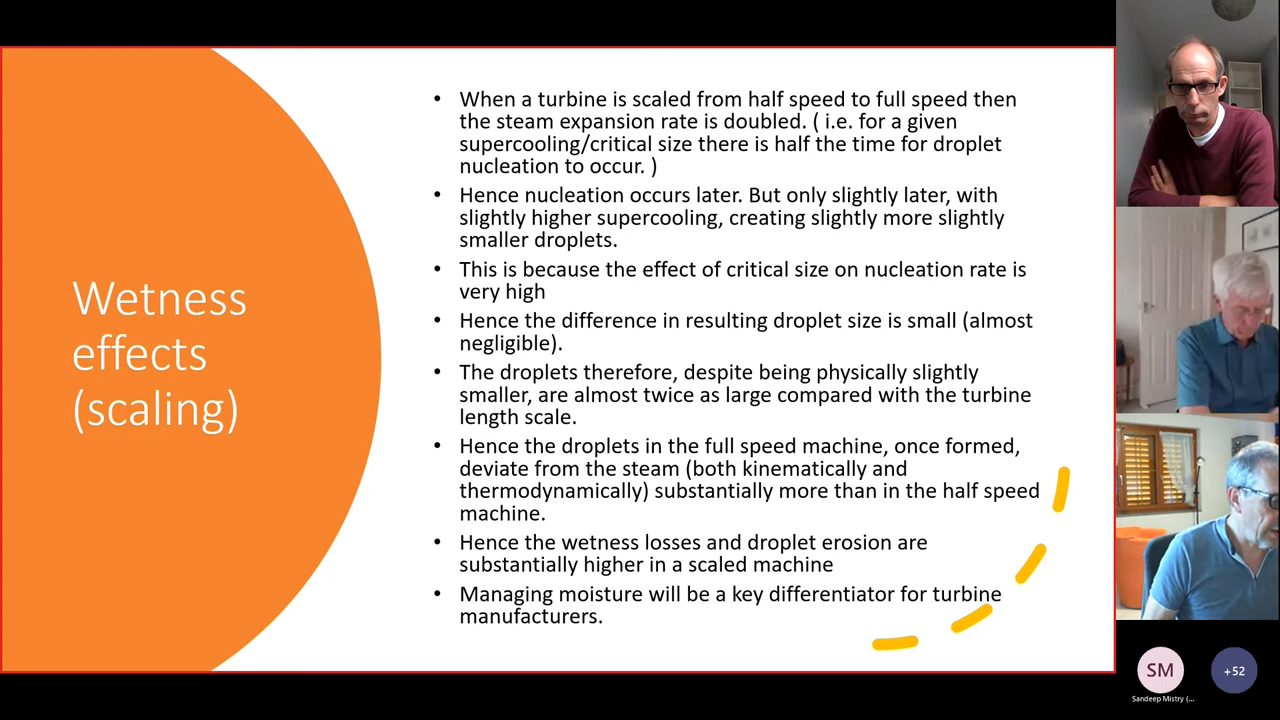 Wetness
effects
(scaling)
• When a turbine is scaled from half speed to full speed then
the steam expansion rate is doubled. ( i.e. for a given
supercooling/critical size there is half the time for droplet
nucleation to occur. )
• Hence nucleation occurs later. But only slightly later, with
slightly higher supercooling, creating slightly more slightly
smaller droplets.
• This is because the effect of critical size on nucleation rate is
very high
• Hence the difference in resulting droplet size is small (almost
negligible).
• The droplets therefore, despite being physically slightly
smaller, are almost twice as large compared with the turbine
length scale.
• Hence the droplets in the full speed machine, once formed,
deviate from the steam (both kinematically and
thermodynamically) substantially more than in the half speed
machine.
• Hence the wetness losses and droplet erosion are
substantially higher in a scaled machine
• Managing moisture will be a key differentiator for turbine
manufacturers.
SM
+52
Sandeep Mistry (...